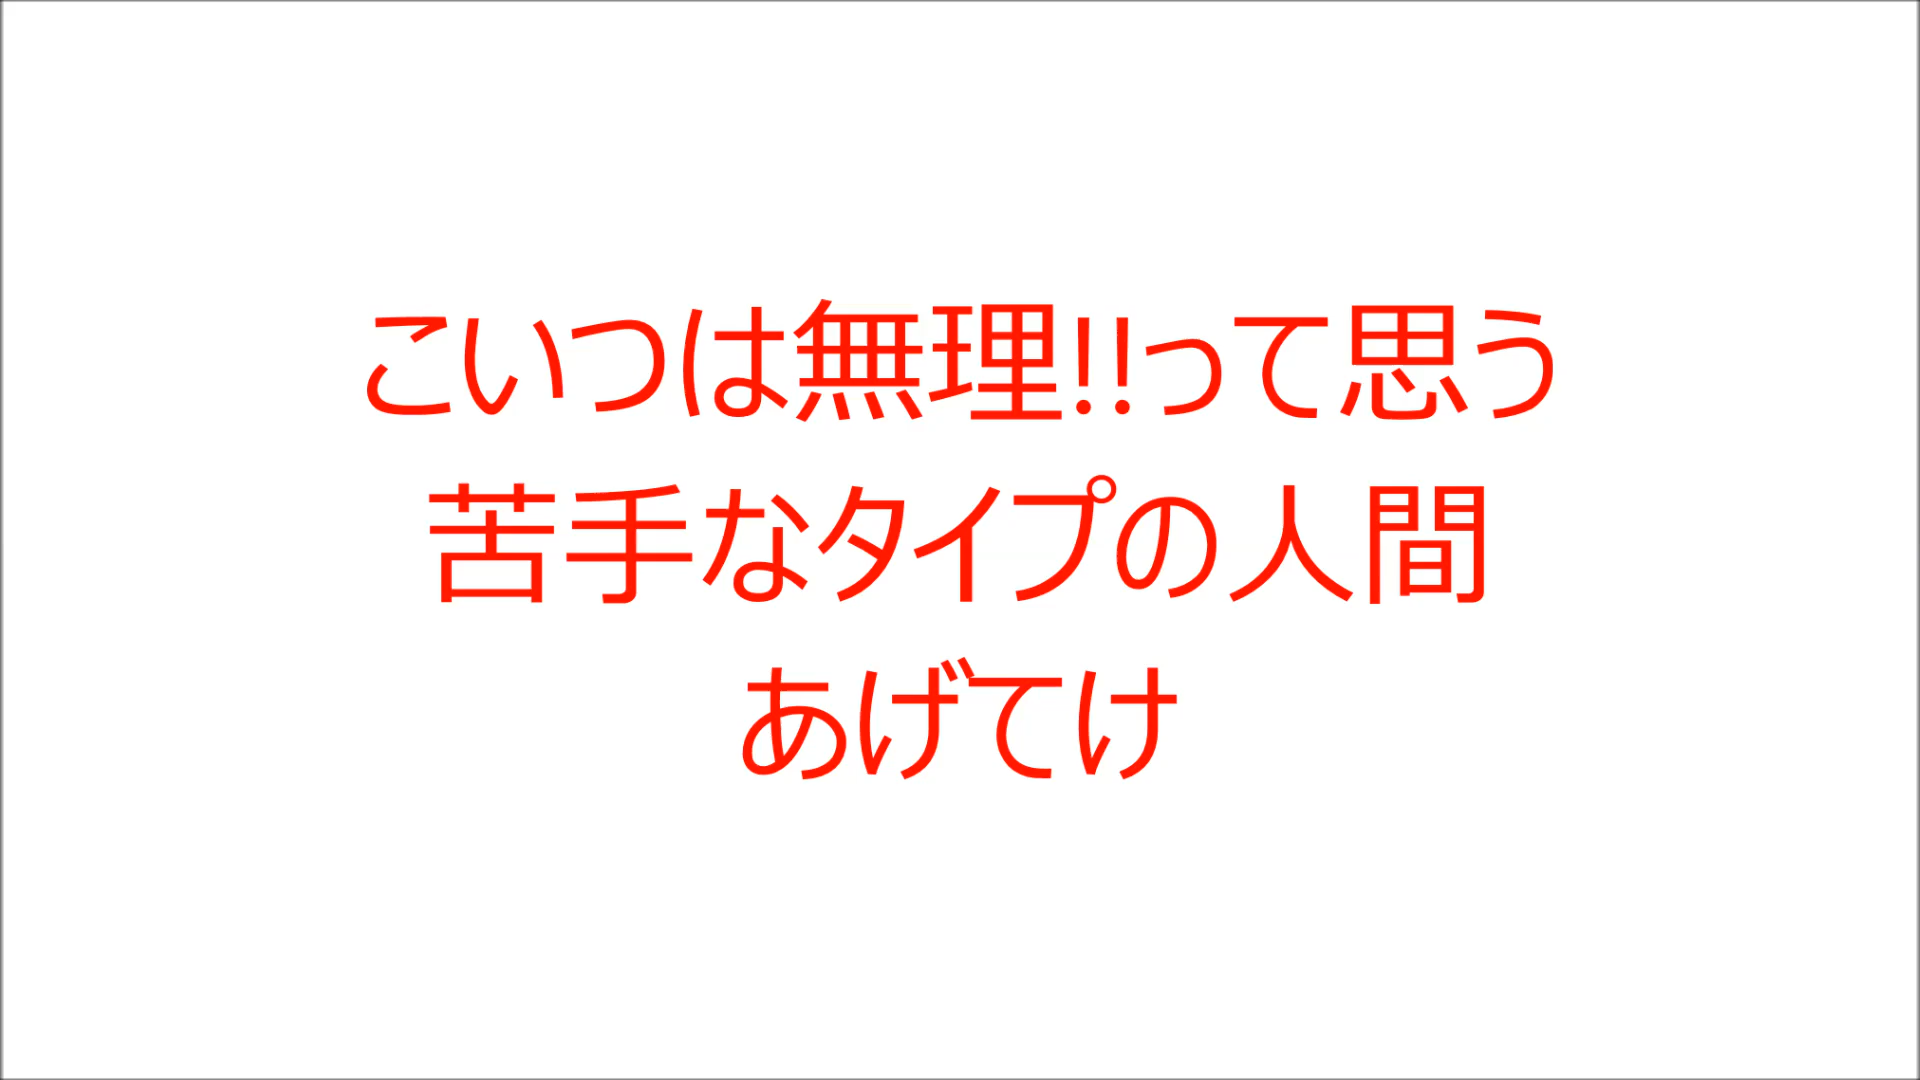 こいつは無理!!って思う
苦手なタイプの人間
あげてけ